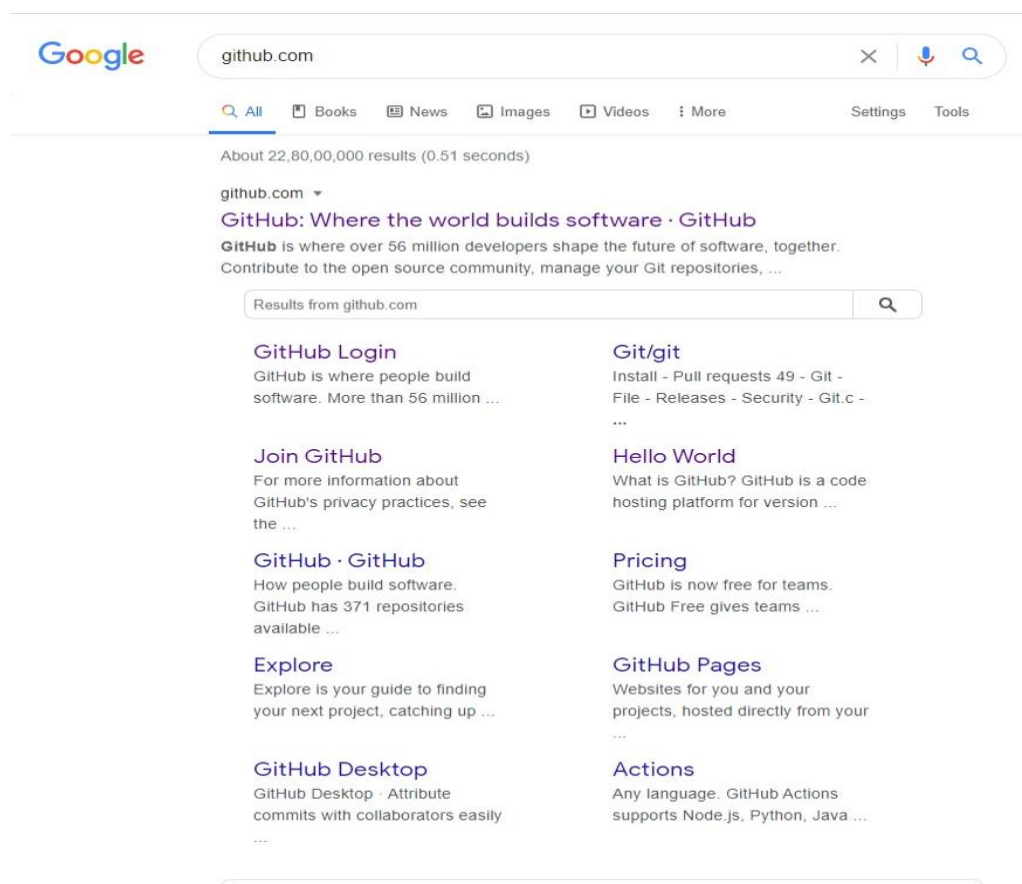 Google
github.com
All Books News Images Videos More Settings Tools
About 22,80,00,000 results (0.51 seconds)
github.com
GitHub: Where the world builds software · GitHub
GitHub is where over 56 million developers shape the future of software, together.
Contribute to the open source community, manage your Git repositories, ...
Results from github.com
GitHub Login
GitHub is where people build
software. More than 56 million ...
Git/git
Install - Pull requests 49 - Git -
File - Releases - Security - Git.c -
...
Join GitHub
For more information about
GitHub's privacy practices, see
the ...
Hello World
What is GitHub? GitHub is a code
hosting platform for version ...
GitHub · GitHub
How people build software.
GitHub has 371 repositories
available ...
Pricing
GitHub is now free for teams.
GitHub Free gives teams ...
Explore
Explore is your guide to finding
your next project, catching up ...
GitHub Pages
Websites for you and your
projects, hosted directly from your
...
GitHub Desktop
GitHub Desktop · Attribute
commits with collaborators easily
...
Actions
Any language. GitHub Actions
supports Node.js, Python, Java ...